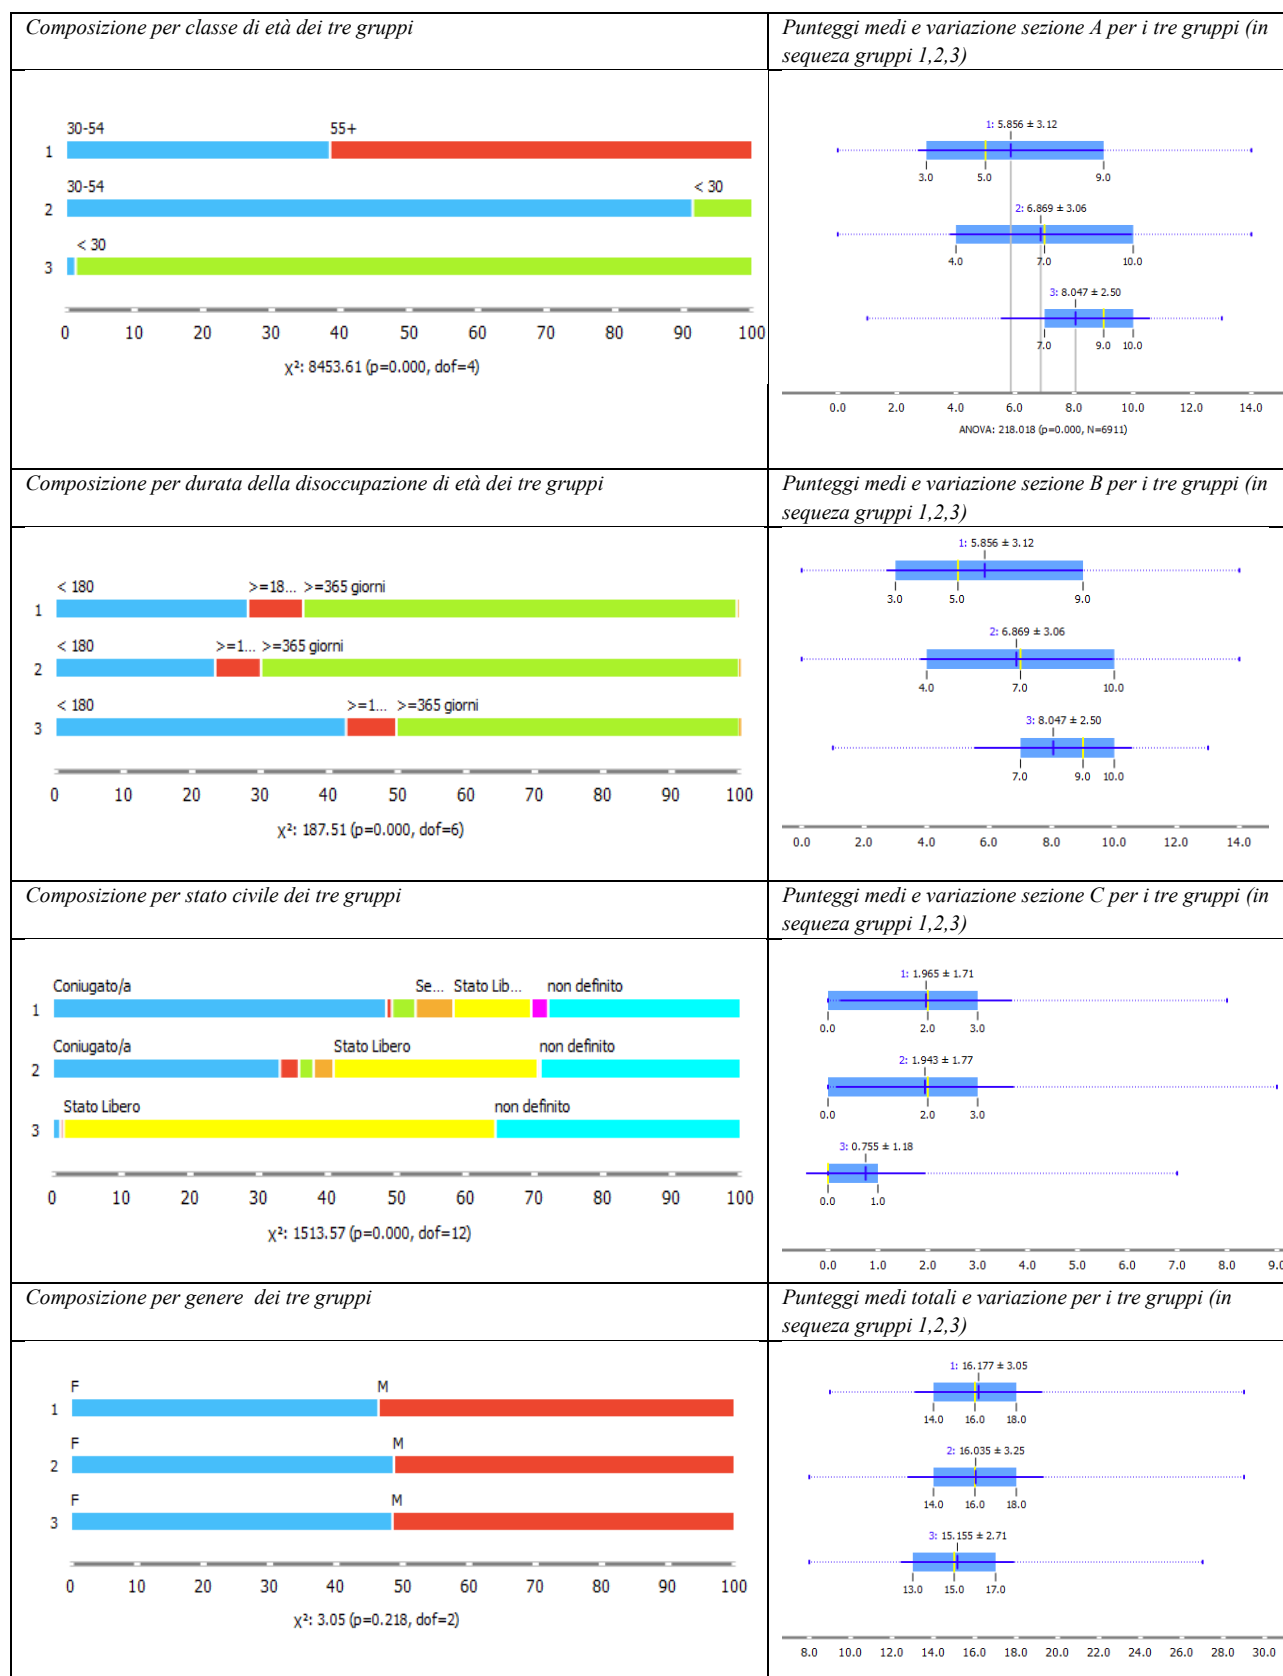 Composizione per classe di età dei tre gruppi
Punteggi medi e variazione sezione A per i tre gruppi (in
sequeza gruppi 1,2,3)
30-54 55+
1
30-54 < 30
2
< 30
3
0 10 20 30 40 50 60 70 80 90 100
χ²: 8453.61 (p=0.000, dof=4)
1: 5.856 ± 3.12
3.0 5.0 9.0
2: 6.869 ± 3.06
4.0 7.0 10.0
3: 8.047 ± 2.50
7.0 9.0 10.0
0.0 2.0 4.0 6.0 8.0 10.0 12.0 14.0
ANOVA: 218.018 (p=0.000, N=6911)
Composizione per durata della disoccupazione di età dei tre gruppi
Punteggi medi e variazione sezione B per i tre gruppi (in
sequeza gruppi 1,2,3)
< 180 >=18... >=365 giorni
1
< 180 >=1... >=365 giorni
2
< 180 >=1... >=365 giorni
3
0 10 20 30 40 50 60 70 80 90 100
χ²: 187.51 (p=0.000, dof=6)
1: 5.856 ± 3.12
3.0 5.0 9.0
2: 6.869 ± 3.06
4.0 7.0 10.0
3: 8.047 ± 2.50
7.0 9.0 10.0
0.0 2.0 4.0 6.0 8.0 10.0 12.0 14.0
Composizione per stato civile dei tre gruppi
Punteggi medi e variazione sezione C per i tre gruppi (in
sequeza gruppi 1,2,3)
Coniugato/a Se... Stato Lib... non definito
1
Coniugato/a Stato Libero non definito
2
Stato Libero non definito
3
0 10 20 30 40 50 60 70 80 90 100
χ²: 1513.57 (p=0.000, dof=12)
1: 1.965 ± 1.71
0.0 2.0 3.0
2: 1.943 ± 1.77
0.0 2.0 3.0
3: 0.755 ± 1.18
0.0 1.0
0.0 1.0 2.0 3.0 4.0 5.0 6.0 7.0 8.0 9.0
Composizione per genere dei tre gruppi
Punteggi medi totali e variazione per i tre gruppi (in
sequeza gruppi 1,2,3)
F M
1
F M
2
F M
3
0 10 20 30 40 50 60 70 80 90 100
χ²: 3.05 (p=0.218, dof=2)
1: 16.177 ± 3.05
14.0 16.0 18.0
2: 16.035 ± 3.25
14.0 16.0 18.0
3: 15.155 ± 2.71
13.0 15.0 17.0
8.0 10.0 12.0 14.0 16.0 18.0 20.0 22.0 24.0 26.0 28.0 30.0